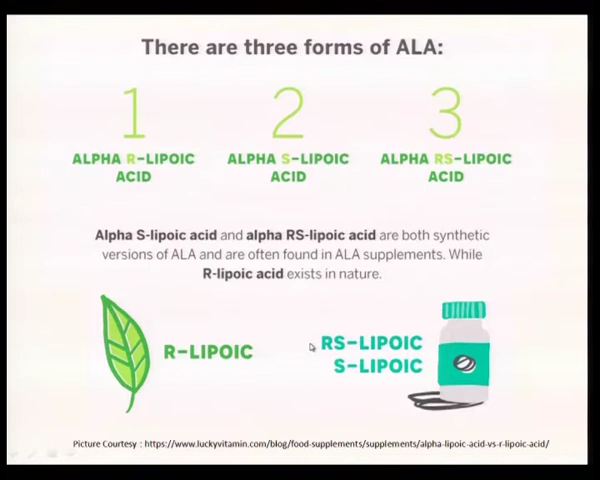 There are three forms of ALA:
1 2 3
ALPHA R-LIPOIC ALPHA S-LIPOIC ALPHA RS-LIPOIC
ACID ACID ACID
Alpha S-lipoic acid and alpha RS-lipoic acid are both synthetic
versions of ALA and are often found in ALA supplements. While
R-lipoic acid exists in nature.
R-LIPOIC
RS-LIPOIC
S-LIPOIC
Picture Courtesy : https://www.luckyvitamin.com/blog/food-supplements/supplements/alpha-lipoic-acid-vs-r-lipoic-acid/